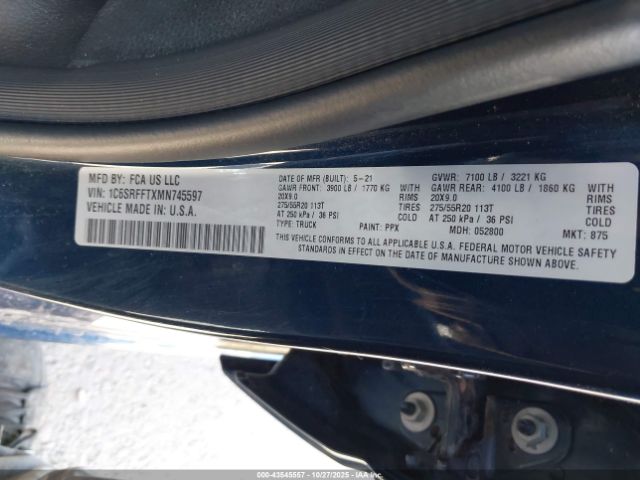 MFD BY: FCA US LLC
VIN: 1C6SRFFTXMN745597
VEHICLE MADE IN: U.S.A.
DATE OF MFR (BUILT): 5-21
GVWR: 7100 LB / 3221 KG
GAWR FRONT: 3900 LB / 1770 KG WITH
GAWR REAR: 4100 LB / 1860 KG WITH
20X9.0 RIMS
20X9.0 RIMS
275/55R20 113T TIRES
275/55R20 113T TIRES
AT 250 kPa / 36 PSI COLD
AT 250 kPa / 36 PSI COLD
TYPE: TRUCK PAINT: PPX MDH: 052800 MKT: 875
THIS VEHICLE CONFORMS TO ALL APPLICABLE U.S.A. FEDERAL MOTOR VEHICLE SAFETY
STANDARDS IN EFFECT ON THE DATE OF MANUFACTURE SHOWN ABOVE.
000-43545557 10/27/2025 Copyright © IAA, LLC.